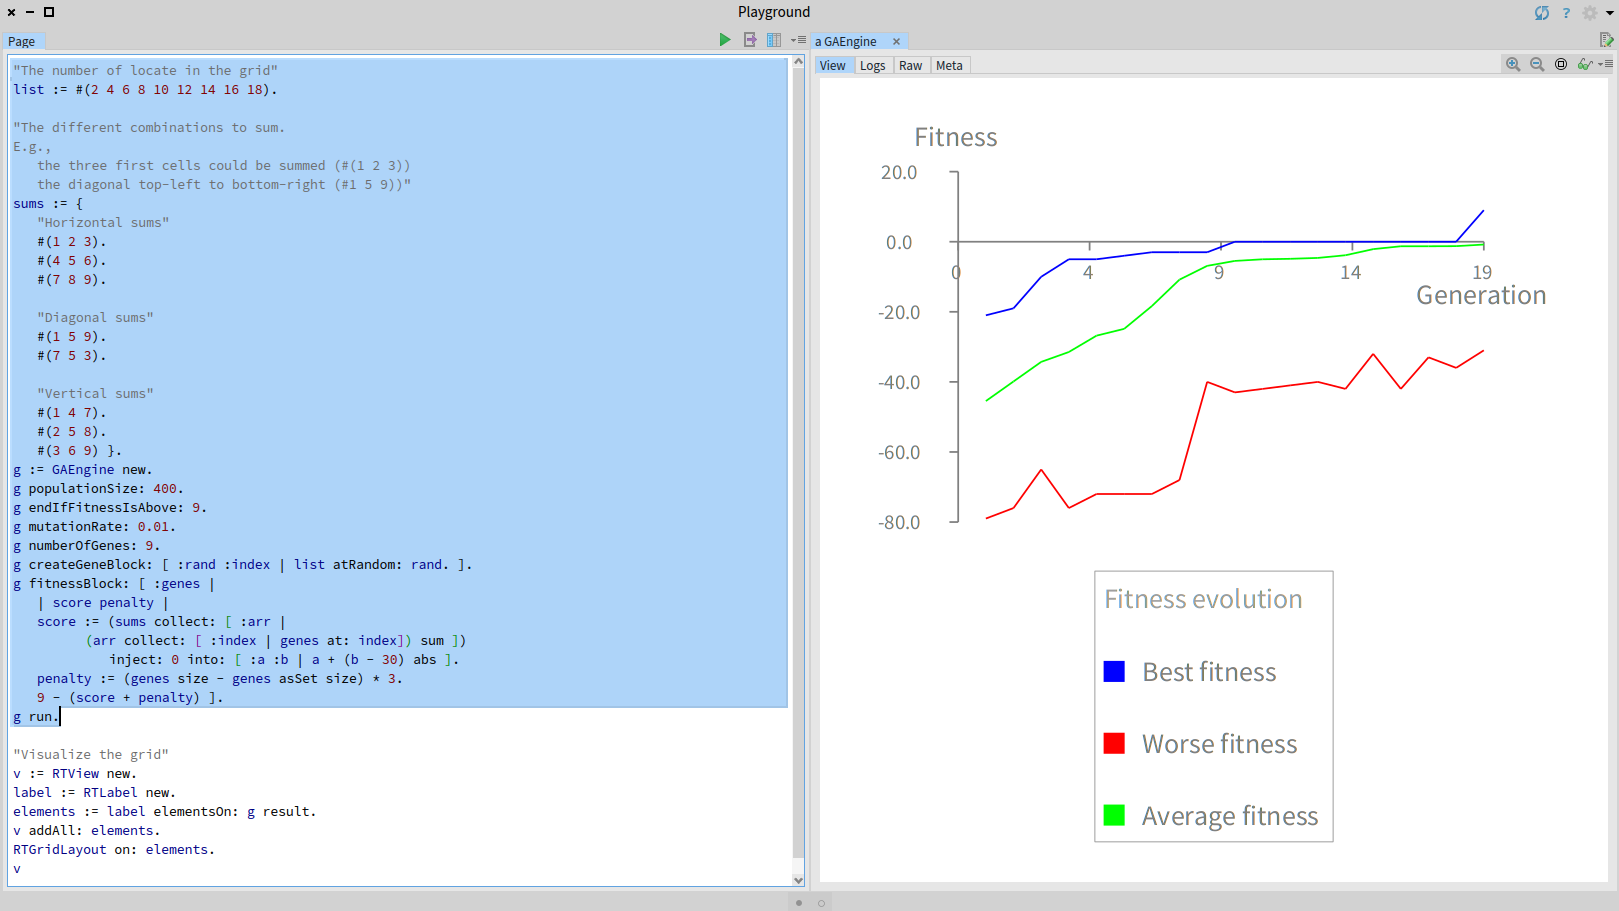 Playground
?
Page
"The number of locate in the grid"
list := #(2 4 6 8 10 12 14 16 18).
"The different combinations to sum.
E.g.,
the three first cells could be summed (#(1 2 3))
the diagonal top-left to bottom-right (#1 5 9))"
sums := {
"Horizontal sums"
#(1 2 3).
#(4 5 6).
#(7 8 9).
"Diagonal sums"
#(1 5 9).
#(7 5 3).
"Vertical sums"
#(1 4 7).
#(2 5 8).
#(3 6 9) }.
g := GAEngine new.
g populationSize: 400.
g endIfFitnessIsAbove: 9.
g mutationRate: 0.01.
g numberOfGenes: 9.
g createGeneBlock: [ :rand :index | list atRandom: rand. ].
g fitnessBlock: [ :genes |
| score penalty |
score := (sums collect: [ :arr |
(arr collect: [ :index | genes at: index]) sum ])
inject: 0 into: [ :a :b | a + (b - 30) abs ].
penalty := (genes size - genes asSet size) * 3.
9 - (score + penalty) ].
g run.
"Visualize the grid"
v := RTView new.
label := RTLabel new.
elements := label elementsOn: g result.
v addAll: elements.
RTGridLayout on: elements.
v
a GAEngine
View Logs Raw Meta
Fitness
20.0
0.0
-20.0
-40.0
-60.0
-80.0
0 4 9 14 19
Generation
Fitness evolution
Best fitness
Worse fitness
Average fitness